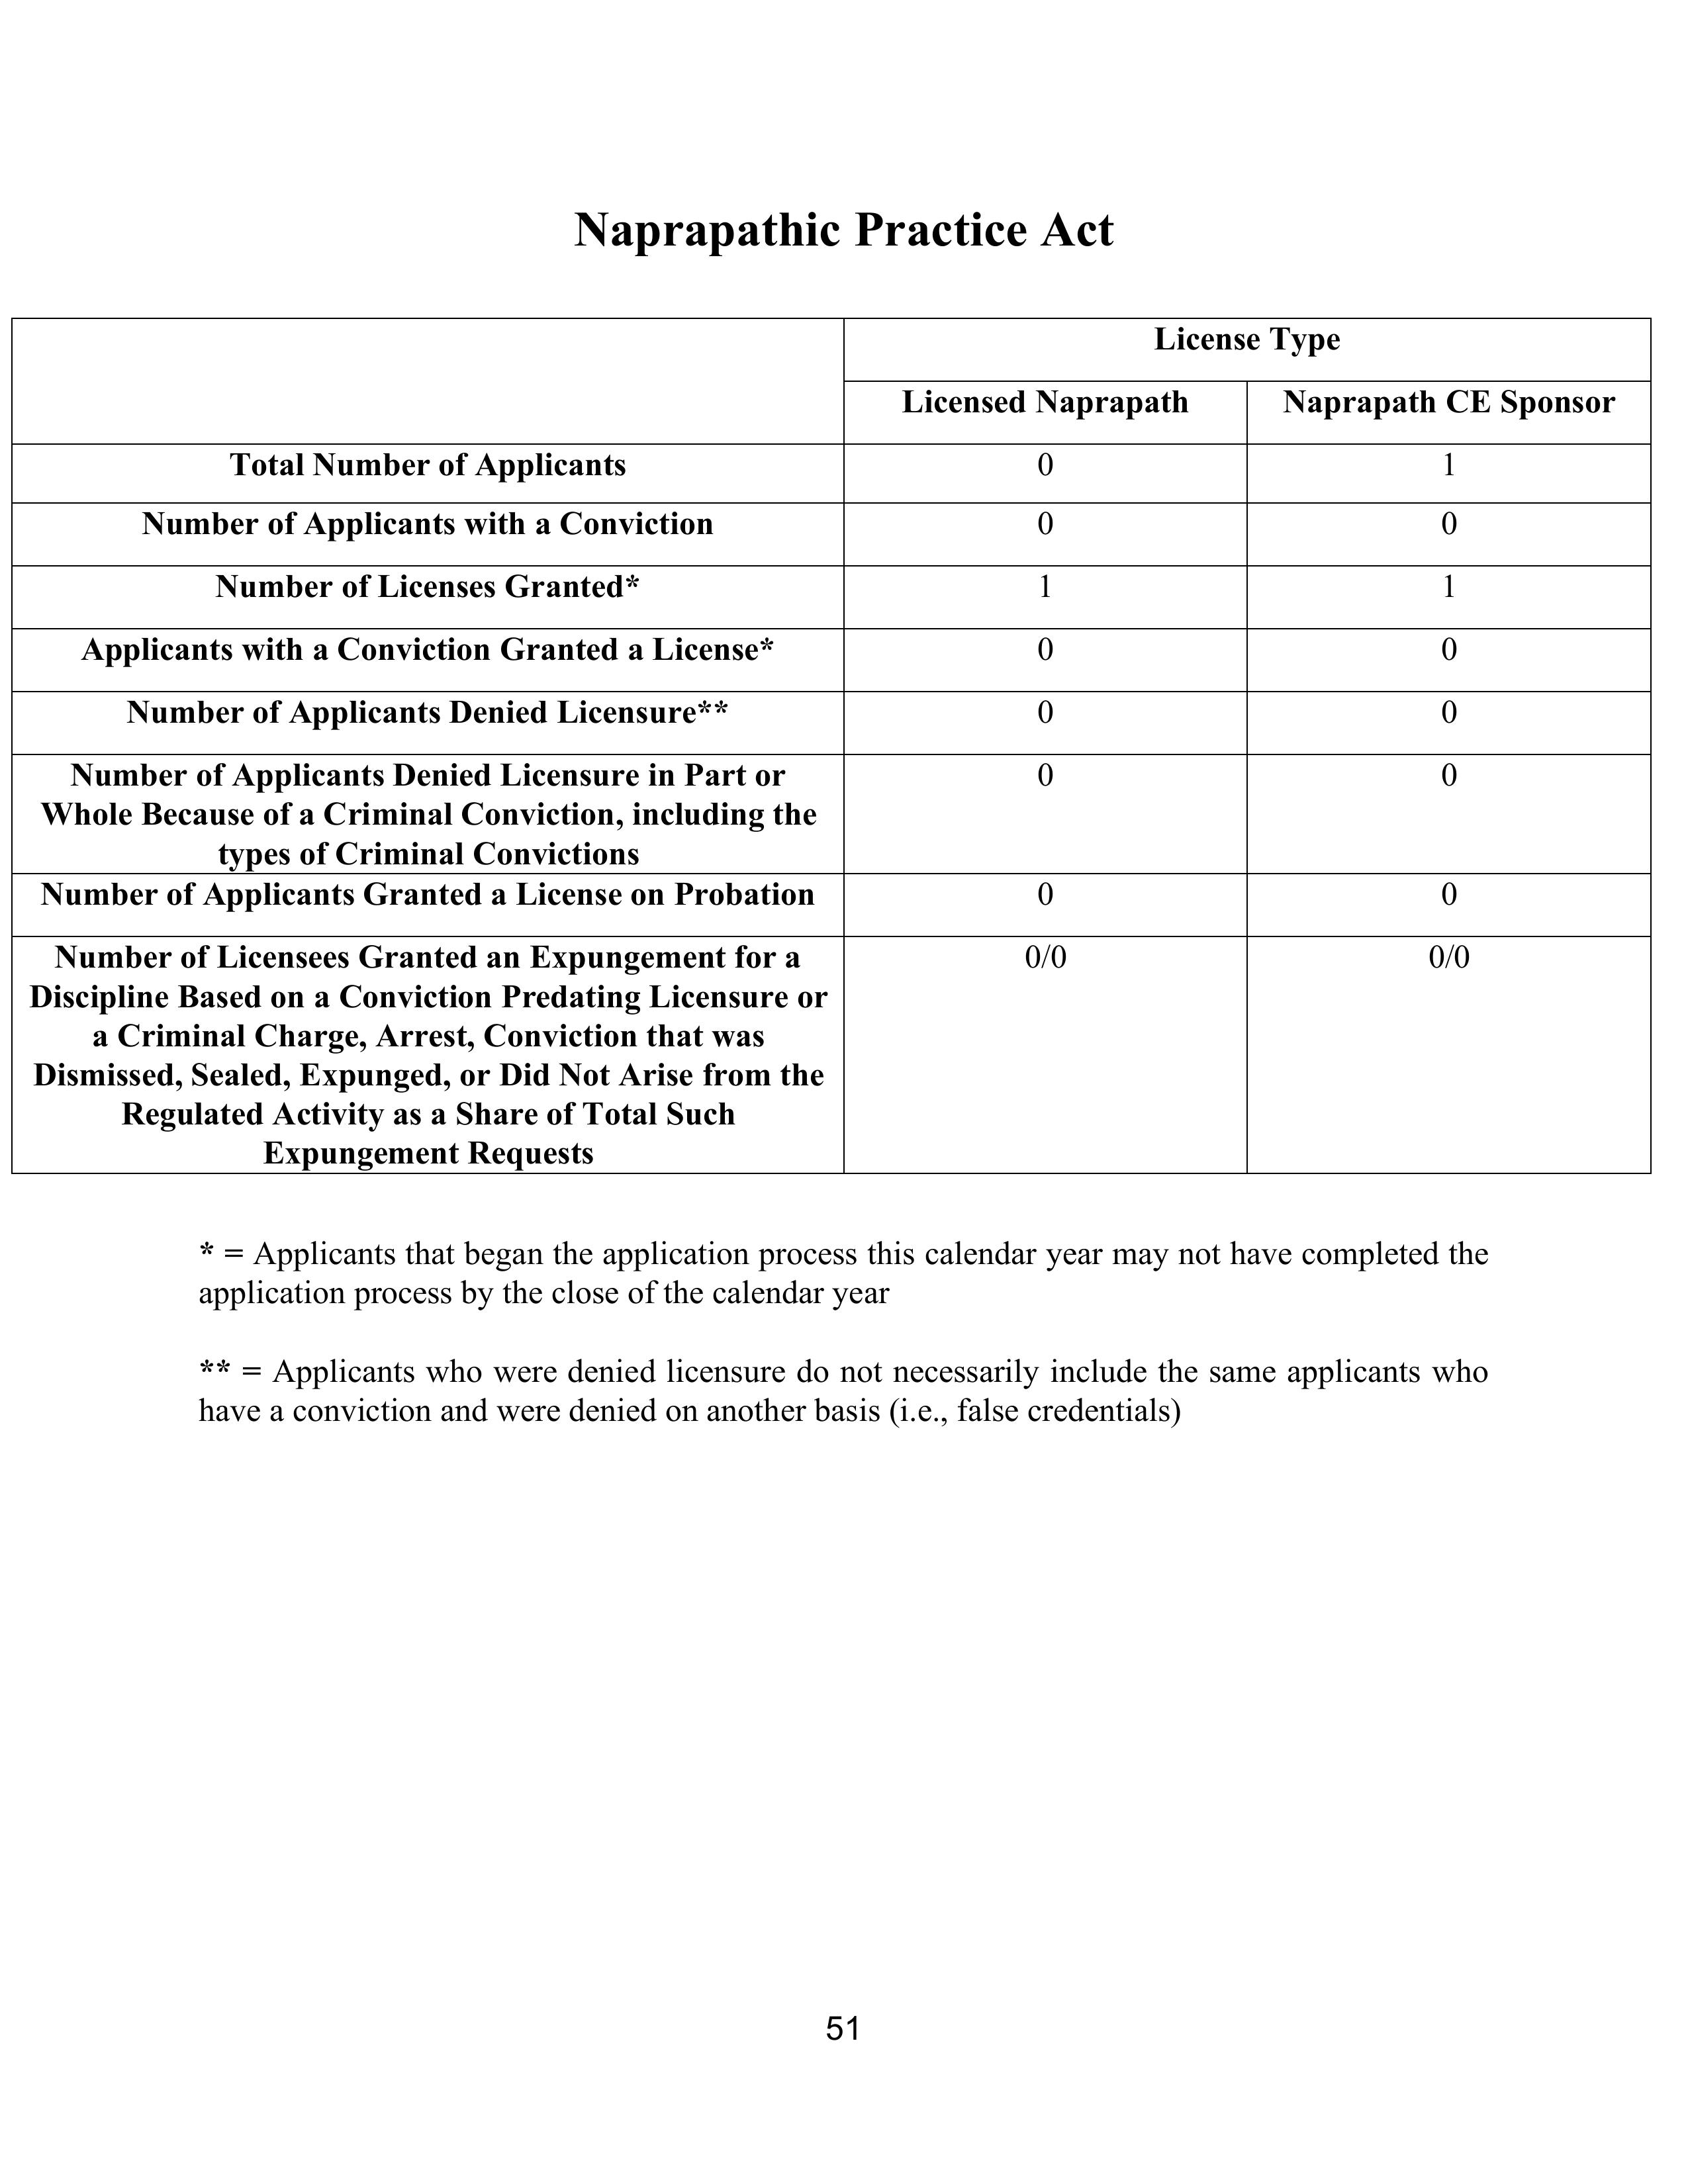 Naprapathic Practice Act
License Type
Licensed Naprapath Naprapath CE Sponsor
Total Number of Applicants 0 1
Number of Applicants with a Conviction 0 0
Number of Licenses Granted* 1 1
Applicants with a Conviction Granted a License* 0 0
Number of Applicants Denied Licensure** 0 0
Number of Applicants Denied Licensure in Part or 0 0
Whole Because of a Criminal Conviction, including the
types of Criminal Convictions
Number of Applicants Granted a License on Probation 0 0
Number of Licensees Granted an Expungement for a 0/0 0/0
Discipline Based on a Conviction Predating Licensure or
a Criminal Charge, Arrest, Conviction that was
Dismissed, Sealed, Expunged, or Did Not Arise from the
Regulated Activity as a Share of Total Such
Expungement Requests
* = Applicants that began the application process this calendar year may not have completed the
application process by the close of the calendar year
** = Applicants who were denied licensure do not necessarily include the same applicants who
have a conviction and were denied on another basis (i.e., false credentials)
51